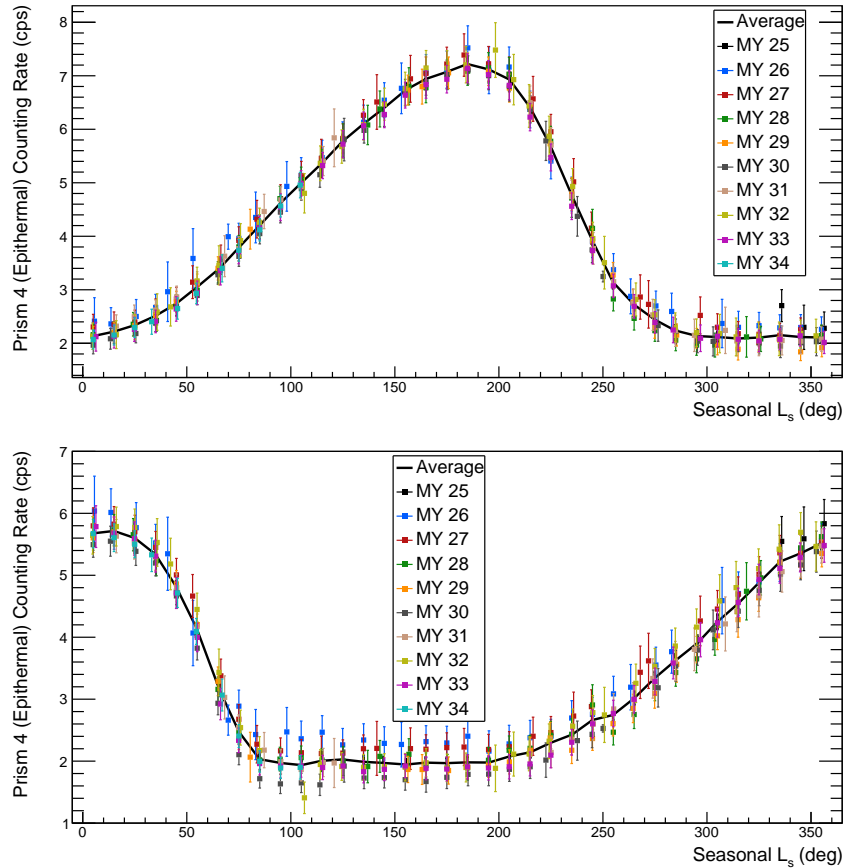 Prism 4 (Epithermal) Counting Rate (cps)
8
7
6
5
4
3
2
Average
MY 25
MY 26
MY 27
MY 28
MY 29
MY 30
MY 31
MY 32
MY 33
MY 34
0 50 100 150 200 250 300 350
Seasonal Ls (deg)
Prism 4 (Epithermal) Counting Rate (cps)
7
6
5
4
3
2
1
Average
MY 25
MY 26
MY 27
MY 28
MY 29
MY 30
MY 31
MY 32
MY 33
MY 34
0 50 100 150 200 250 300 350
Seasonal Ls (deg)